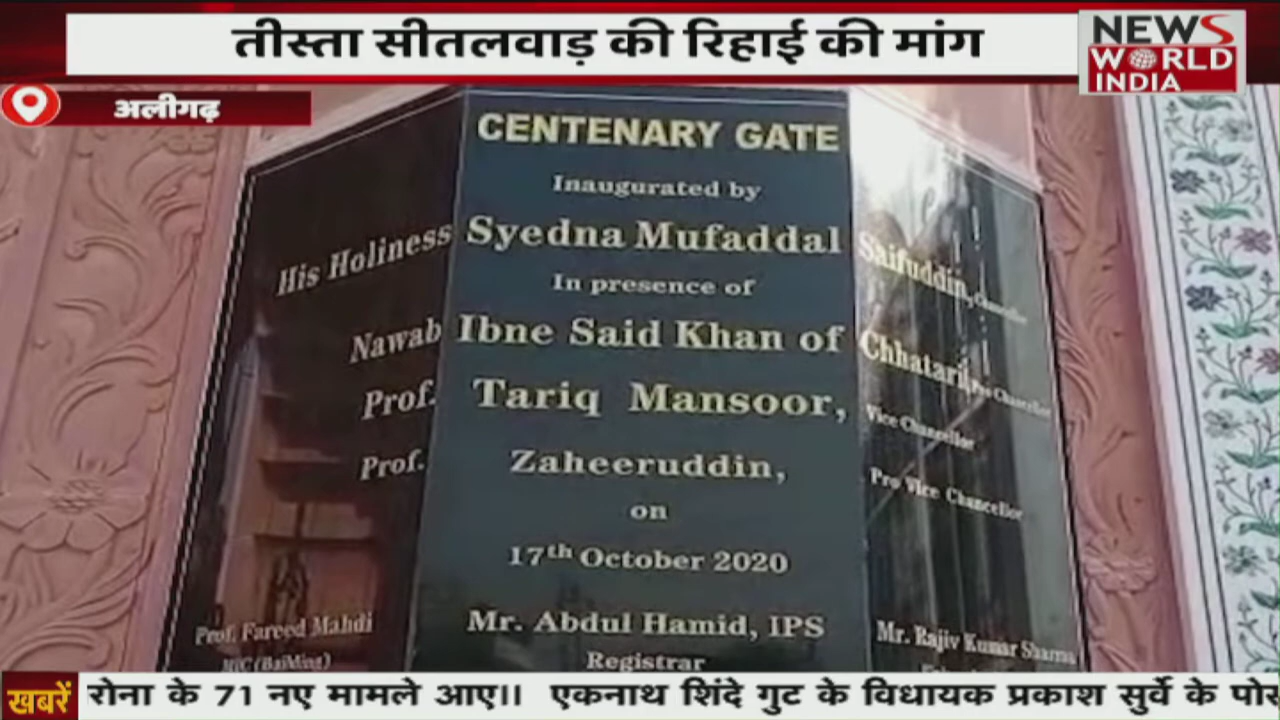 तीस्ता सीतलवाड़ की रिहाई की मांग
NEWS
WORLD
INDIA
अलीगढ़
CENTENARY GATE
Inaugurated by
His Holiness Syedna Mufaddal Saifuddin, Chancellor
In presence of
Nawab Ibne Said Khan of Chhatari, Pro Chancellor
Prof. Tariq Mansoor, Vice Chancellor
Prof. Zaheeruddin, Pro Vice Chancellor
on
17th October 2020
Prof. Fareed Mahdi Mr. Abdul Hamid, IPS Mr. Rajiv Kumar Sharma
MIC (Building) Registrar
खबरें रोना के 71 नए मामले आए।। एकनाथ शिंदे गुट के विधायक प्रकाश सुर्वे के पोस